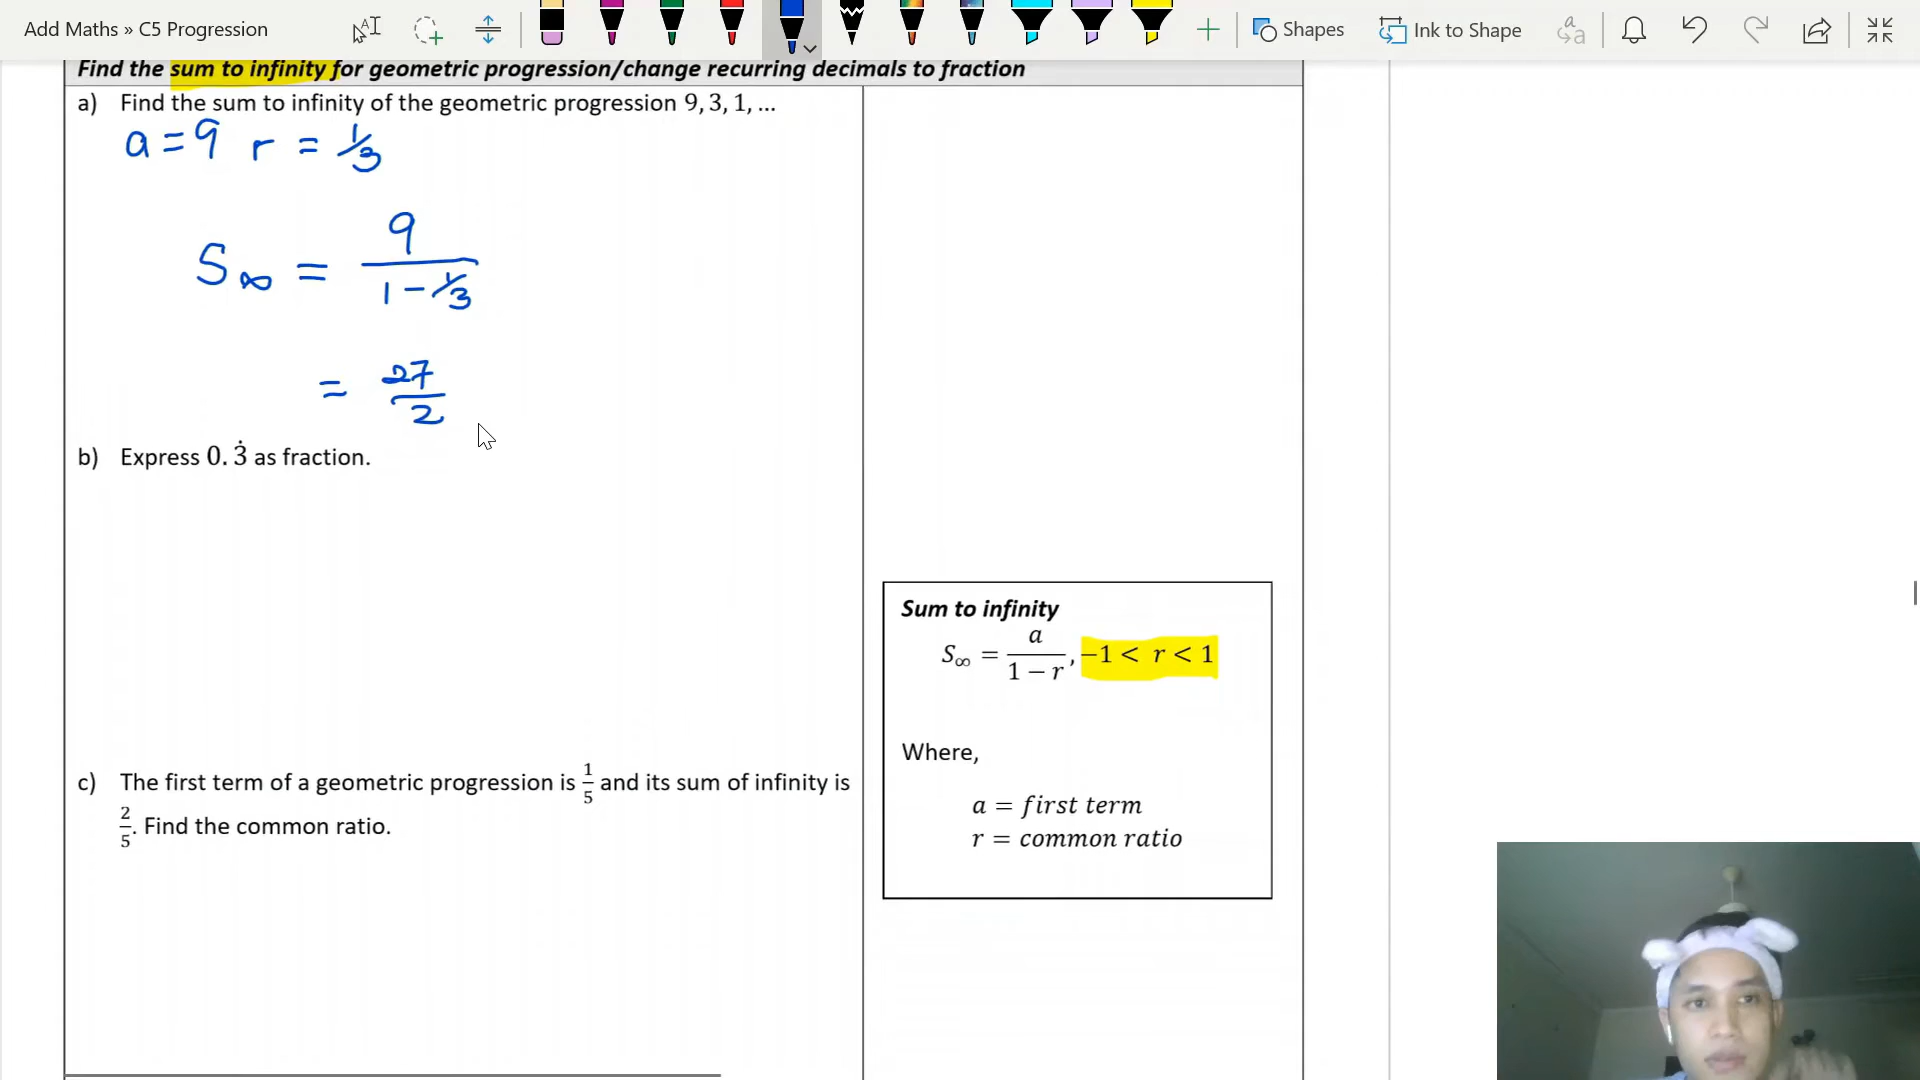 Add Maths » C5 Progression
Shapes
Ink to Shape
Find the sum to infinity for geometric progression/change recurring decimals to fraction
a) Find the sum to infinity of the geometric progression 9, 3, 1, ...
a = 9 r = 1/3
S∞ = 9/(1 − 1/3)
= 27/2
b) Express 0.3̇ as fraction.
c) The first term of a geometric progression is 1/5 and its sum of infinity is
2/5. Find the common ratio.
Sum to infinity
S∞ = a/(1 − r), −1 < r < 1
Where,
a = first term
r = common ratio